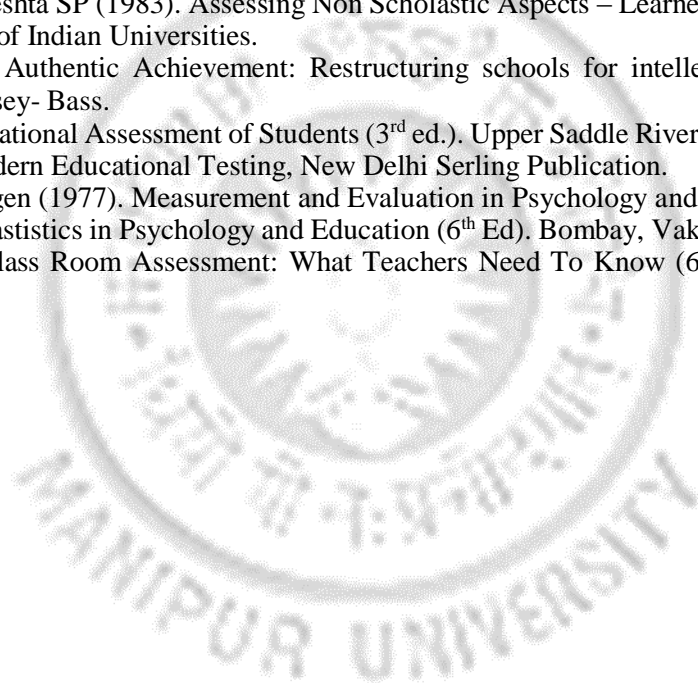 eshta SP (1983). Assessing Non Scholastic Aspects – Learne
of Indian Universities.
Authentic Achievement: Restructuring schools for intelle
sey- Bass.
ational Assessment of Students (3rd ed.). Upper Saddle River
dern Educational Testing, New Delhi Serling Publication.
gen (1977). Measurement and Evaluation in Psychology and
astistics in Psychology and Education (6th Ed). Bombay, Vak
lass Room Assessment: What Teachers Need To Know (6
MANIPUR UNIVERSITY